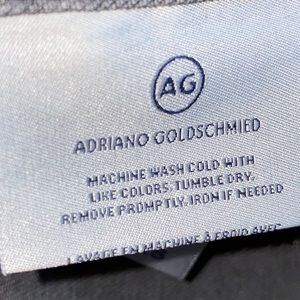 AG
ADRIANO GOLDSCHMIED
MACHINE WASH COLD WITH
LIKE COLORS, TUMBLE DRY,
REMOVE PROMPTLY, IRON IF NEEDED
LAVAGE EN MACHINE À FROID AVEC